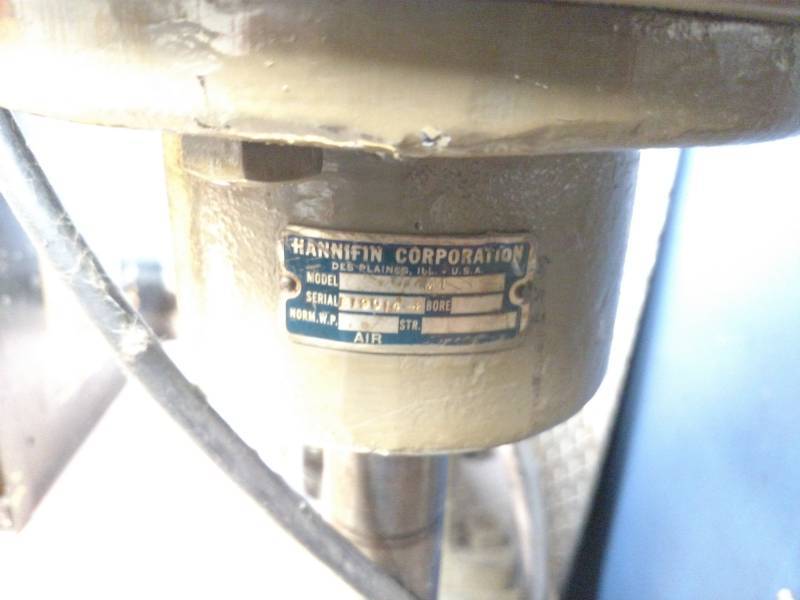 HANNIFIN CORPORATION
DES PLAINES, ILL. - U.S.A.
MODEL
SERIAL BORE
NORM. W.P. STR.
AIR